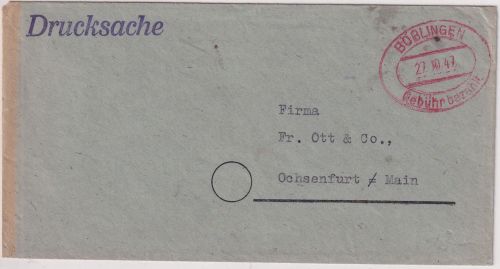 Drucksache
BÖBLINGEN
27.10.47
Gebühr bezahlt
Firma
Fr. Ott & Co.,
Ochsenfurt / Main